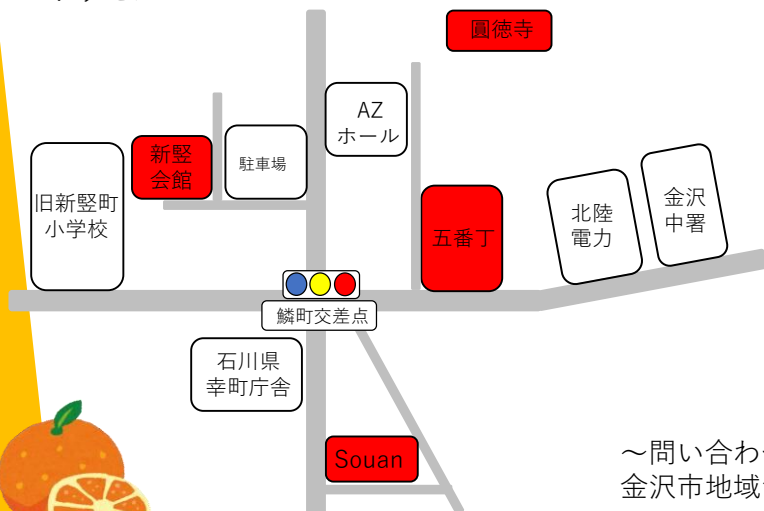 圓徳寺
AZ
ホール
新竪
会館
駐車場
旧新竪町
小学校
五番丁
北陸
電力
金沢
中署
鱗町交差点
石川県
幸町庁舎
Souan
～問い合わ
金沢市地域